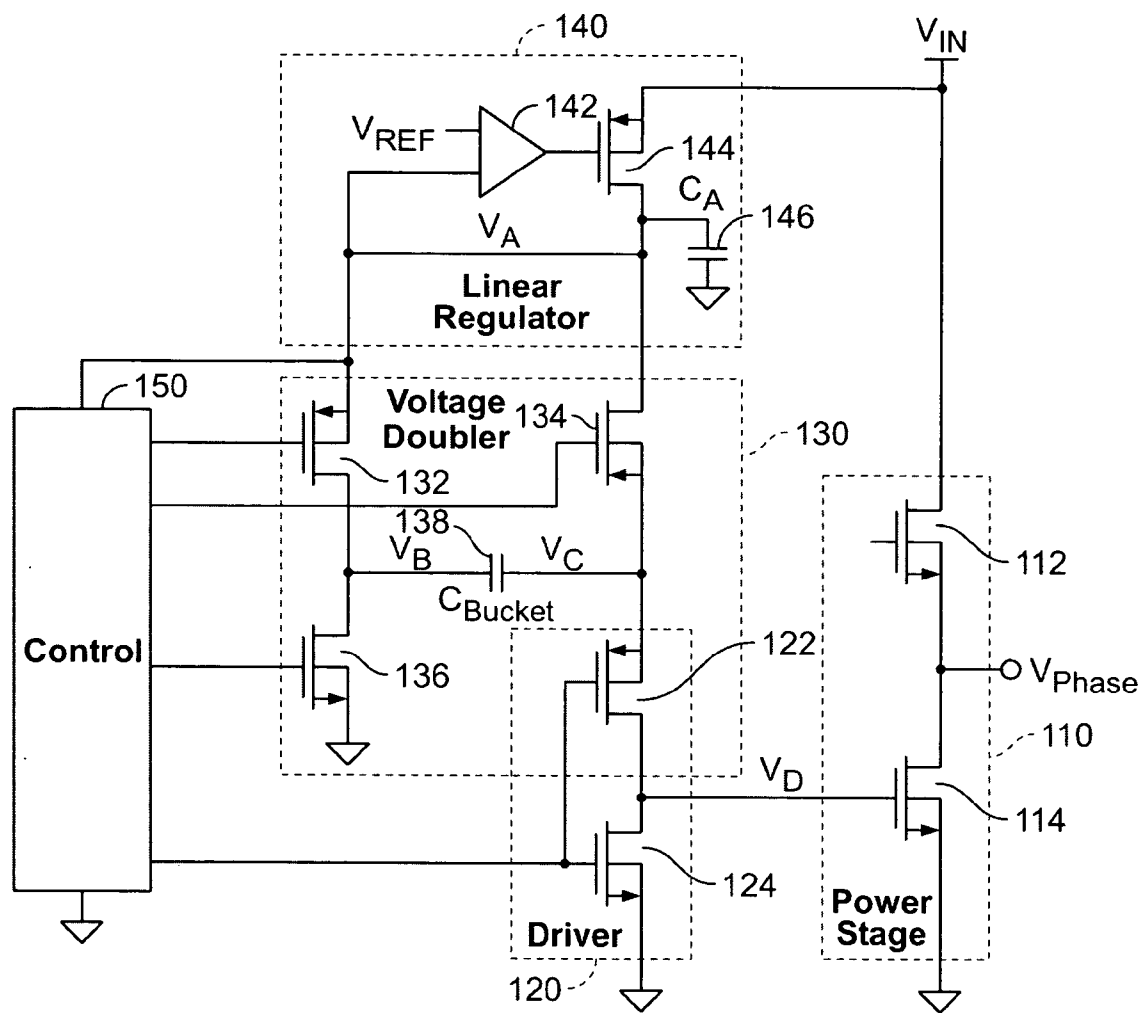 140
V_IN
142
V_REF
144
C_A
146
V_A
Linear
Regulator
150
Voltage
Doubler
134
130
132
138
V_B
V_C
112
C_Bucket
Control
122
136
V_Phase
110
V_D
114
124
Driver
Power
Stage
120